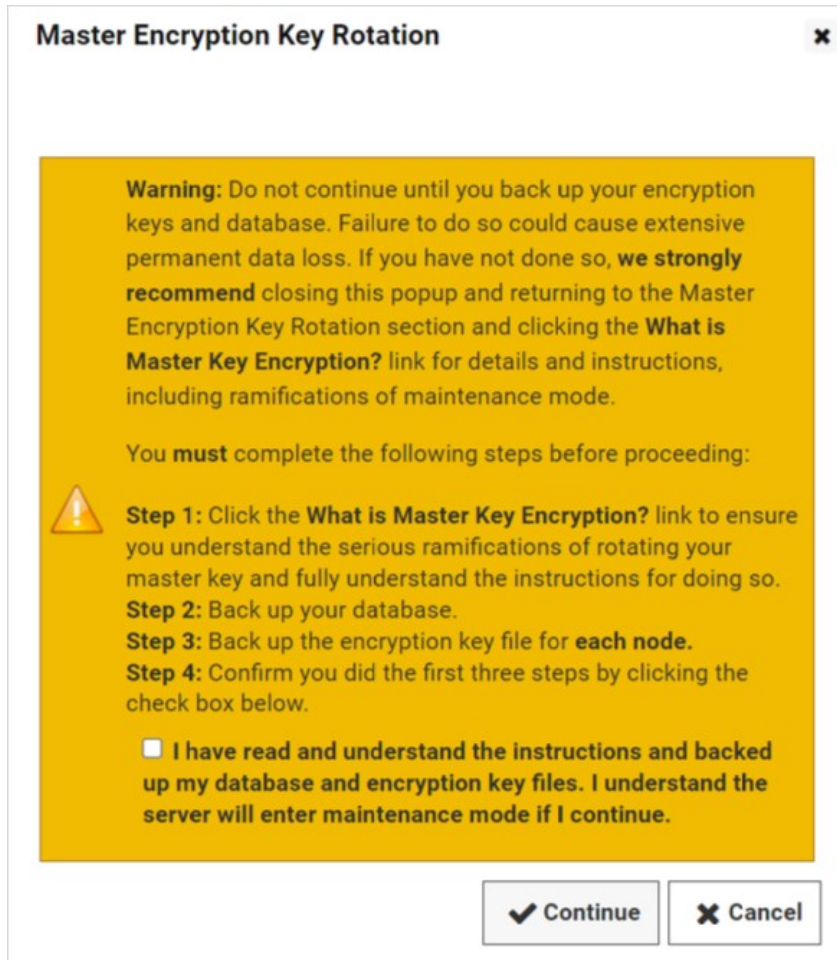 Master Encryption Key Rotation
Warning: Do not continue until you back up your encryption
keys and database. Failure to do so could cause extensive
permanent data loss. If you have not done so, we strongly
recommend closing this popup and returning to the Master
Encryption Key Rotation section and clicking the What is
Master Key Encryption? link for details and instructions,
including ramifications of maintenance mode.
You must complete the following steps before proceeding:
Step 1: Click the What is Master Key Encryption? link to ensure
you understand the serious ramifications of rotating your
master key and fully understand the instructions for doing so.
Step 2: Back up your database.
Step 3: Back up the encryption key file for each node.
Step 4: Confirm you did the first three steps by clicking the
check box below.
I have read and understand the instructions and backed
up my database and encryption key files. I understand the
server will enter maintenance mode if I continue.
Continue
Cancel